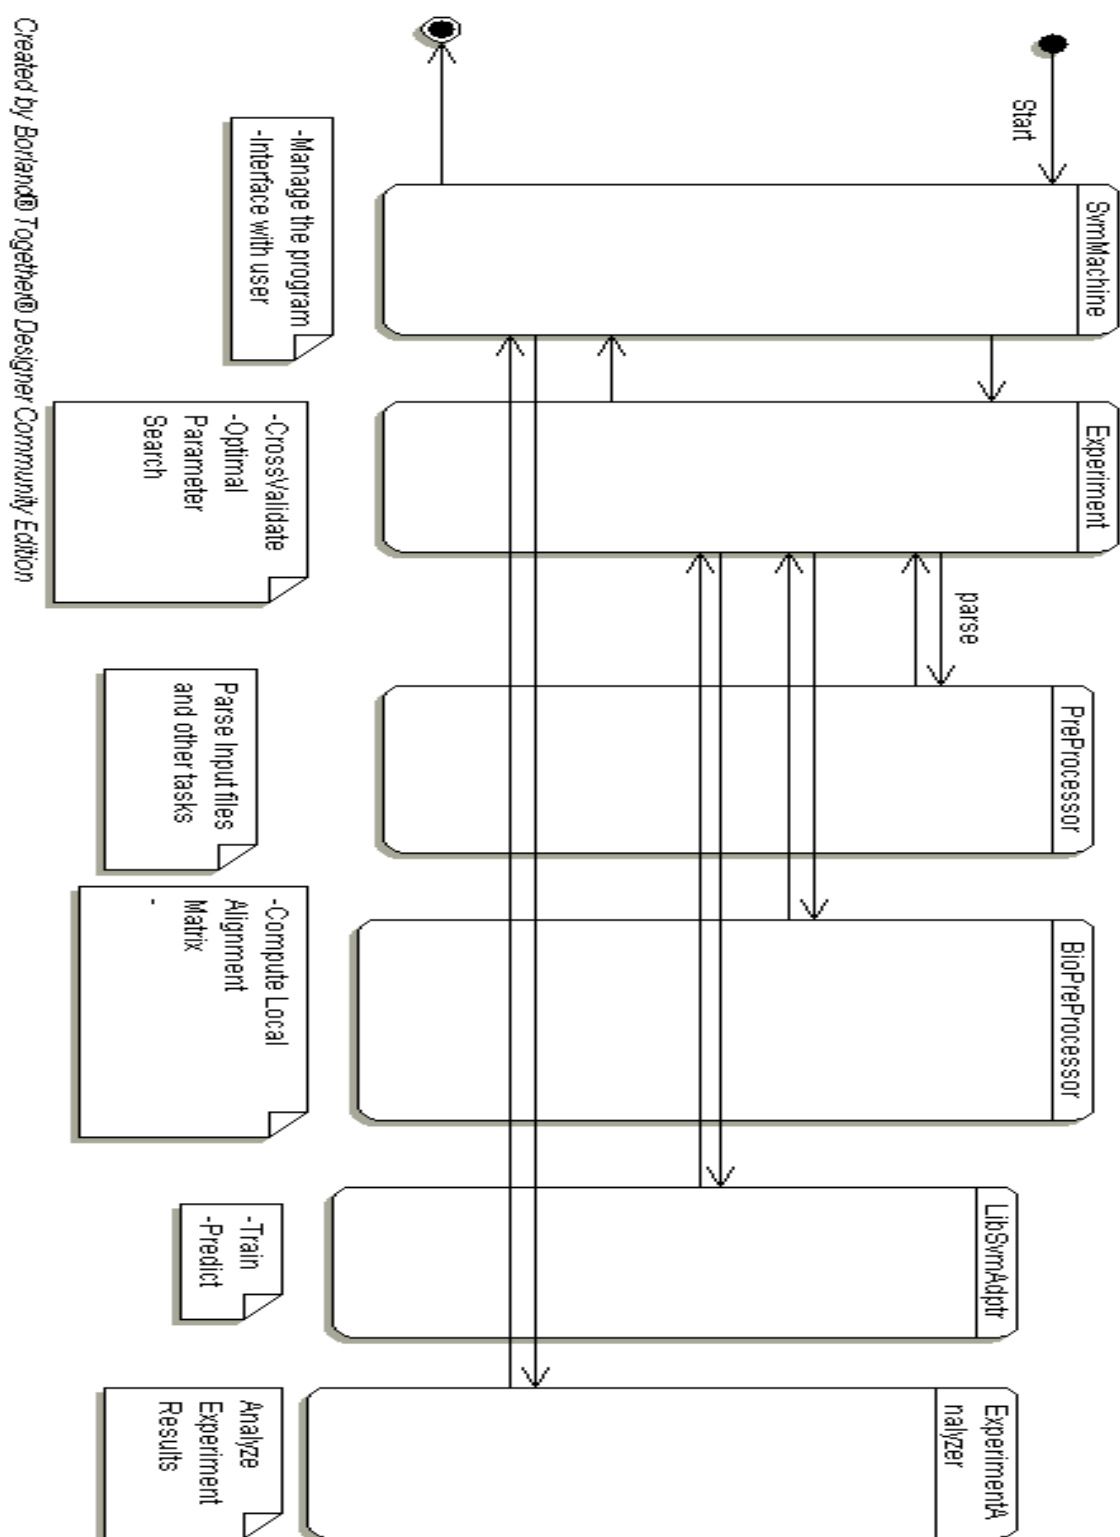 Start
SvmMachine
Experiment
PreProcessor
BioPreProcessor
LibSvmAdptr
ExperimentA
nalyzer
parse
-Manage the program
-Interface with user
-CrossValidate
-Optimal
Parameter
Search
Parse Input files
and other tasks
-Compute Local
Alignment
Matrix
-
-Train
-Predict
Analyze
Experiment
Results
Created by Borland® Together® Designer Community Edition